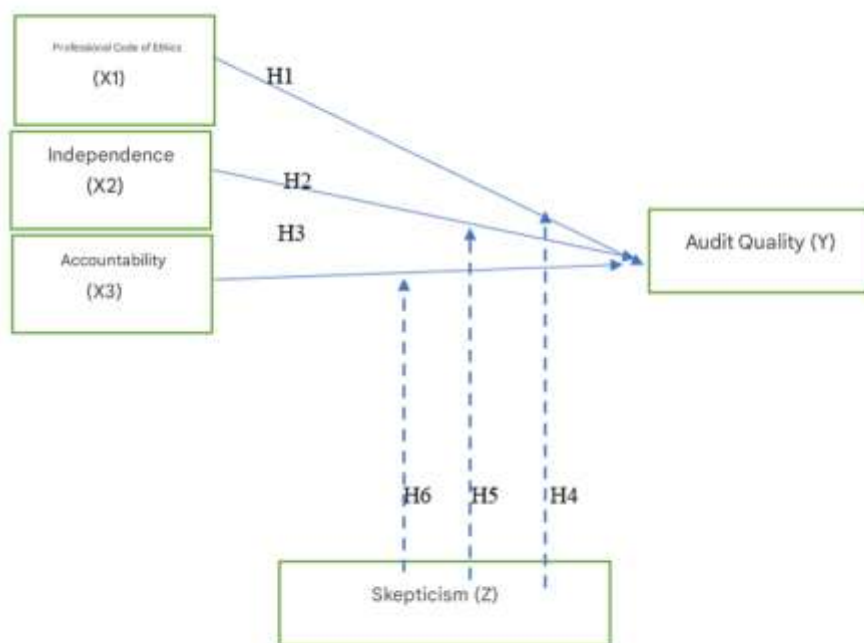 Professional Code of Ethics
(X1)
H1
Independence
(X2)
H2
H3
Accountability
(X3)
Audit Quality (Y)
H6
H5
H4
Skepticism (Z)